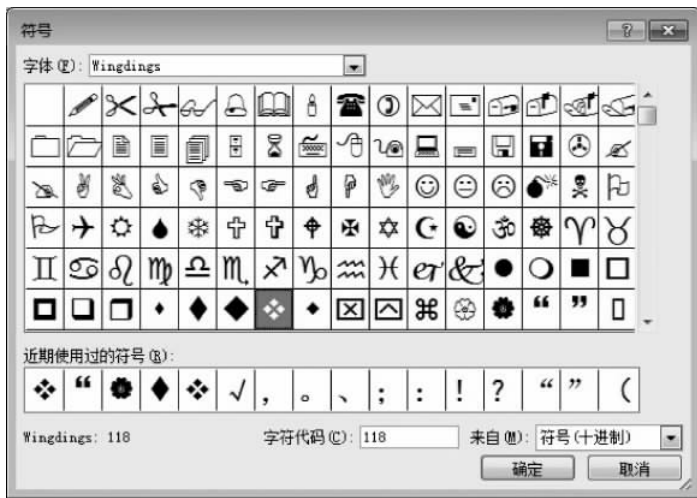 符号
字体(F): Wingdings
近期使用过的符号(R):
❖ “ ” , 。 、 ; : ! ? “ ” (
Wingdings: 118 字符代码(C): 118 来自(M): 符号(十进制)
确定 取消